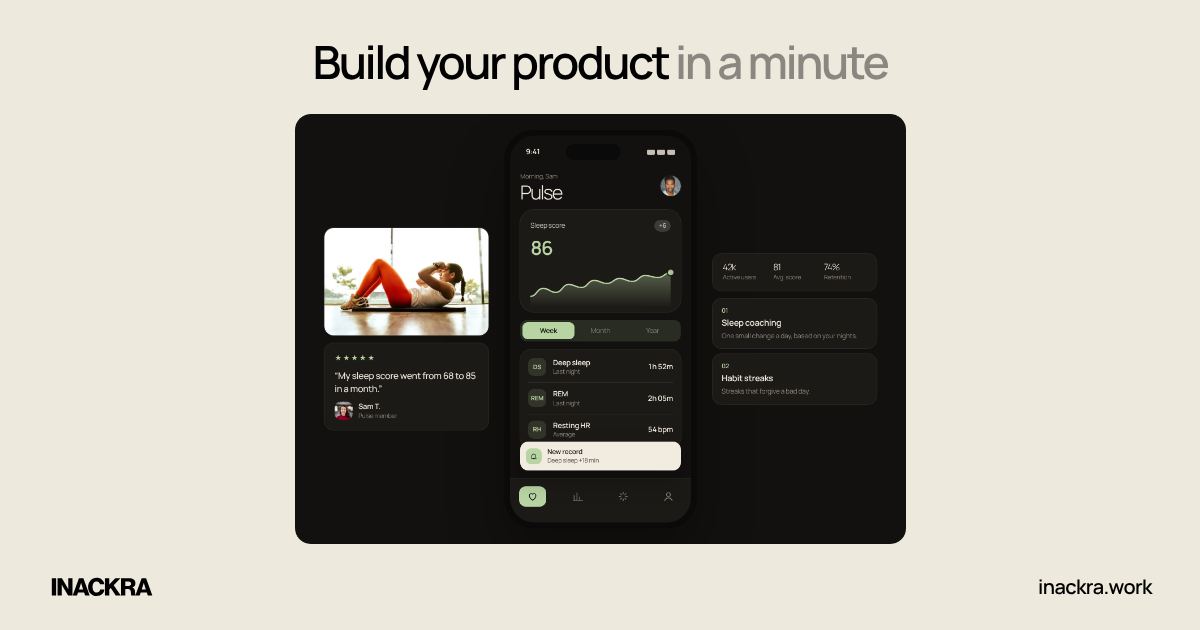 Build your product in a minute
9:41
Morning, Sam
Pulse
Sleep score
+6
86
Week
Month
Year
DS
Deep sleep
Last night
1h 52m
REM
REM
Last night
2h 05m
RH
Resting HR
Average
54 bpm
New record
Deep sleep +18 min
★★★★★
"My sleep score went from 68 to 85
in a month."
Sam T.
Pulse member
42k
Active users
81
Avg. score
74%
Retention
01
Sleep coaching
One small change a day, based on your nights.
02
Habit streaks
Streaks that forgive a bad day.
INACKRA
inackra.work